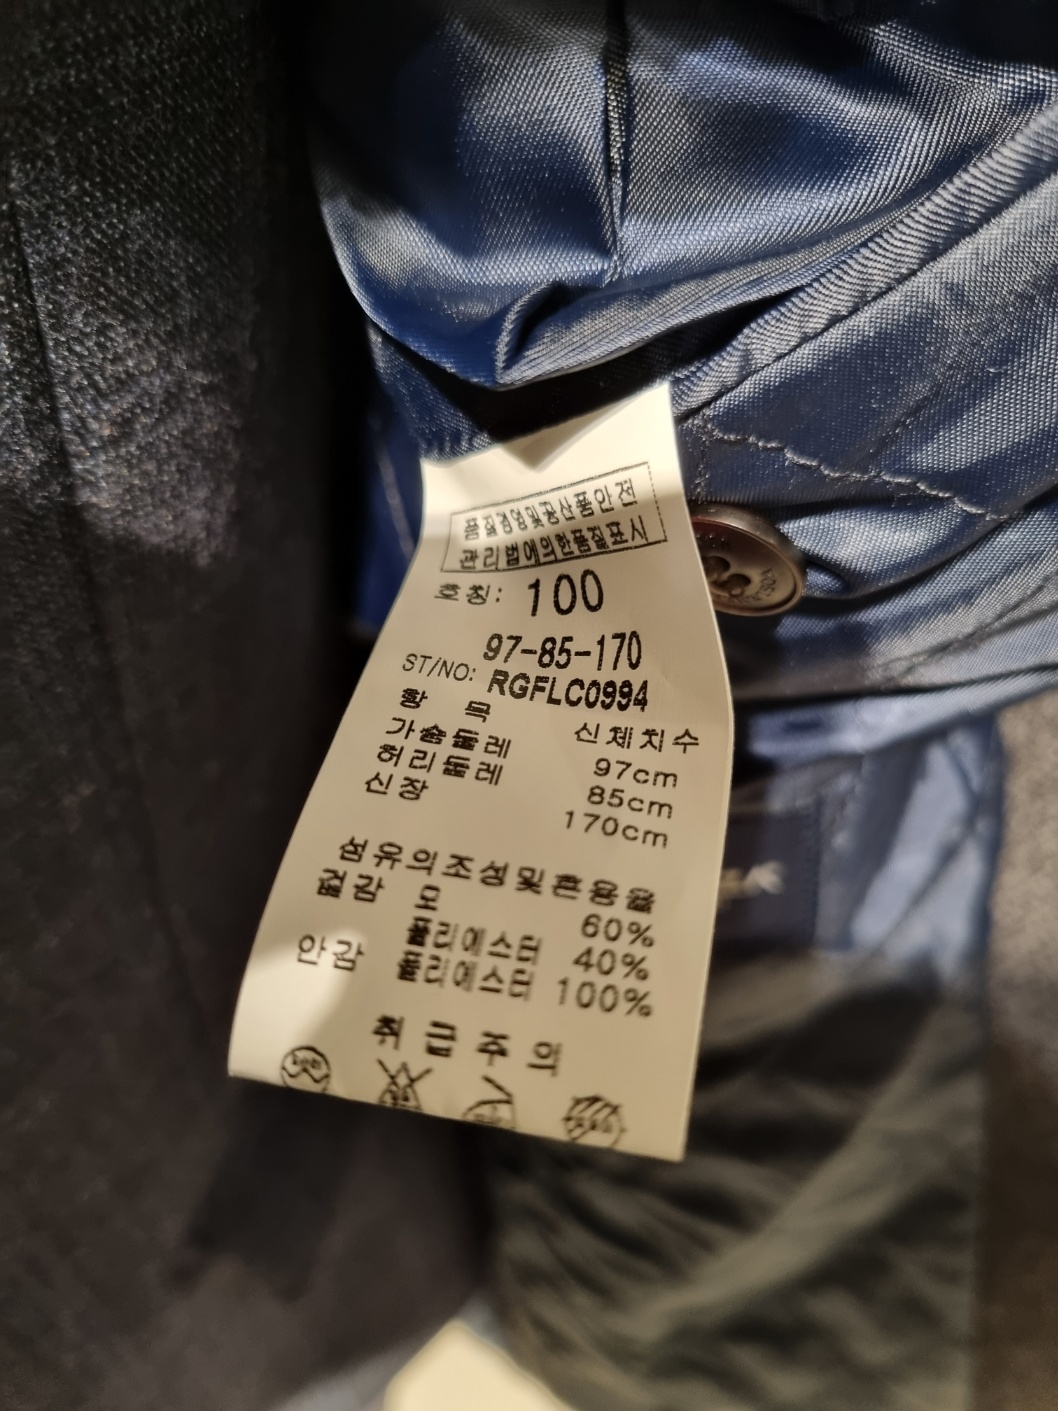 품질경영및공산품안전
관리법에의한품질표시
호칭: 100
97-85-170
ST/NO: RGFLC0994
항 목 신체치수
가슴둘레 97cm
허리둘레 85cm
신장 170cm
섬유의조성및혼용율
겉감 모 60%
폴리에스터 40%
안감 폴리에스터 100%
취급주의